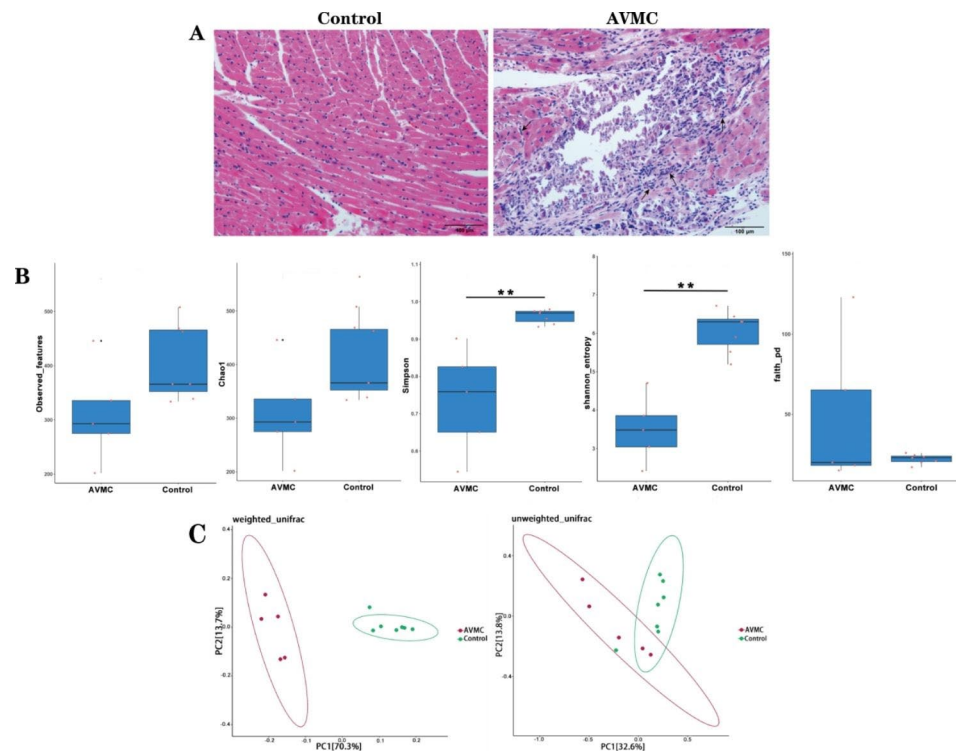 Control
AVMC
A
100 μm
100 μm
B
Observed_features
500
400
300
200
AVMC
Control
Chao1
500
400
300
200
AVMC
Control
Simpson
1.1
1.0
0.9
0.8
0.7
0.6
**
AVMC
Control
shannon_entropy
8
7
6
5
4
3
**
AVMC
Control
faith_pd
150
100
50
AVMC
Control
C
weighted_unifrac
PC2[13.7%]
0.4
0.2
0.0
-0.2
-0.4
-0.2
-0.1
0.0
0.1
0.2
PC1[70.3%]
AVMC
Control
unweighted_unifrac
PC2[13.8%]
0.4
0.0
-0.4
-1.0
-0.5
0.0
0.5
PC1[32.6%]
AVMC
Control